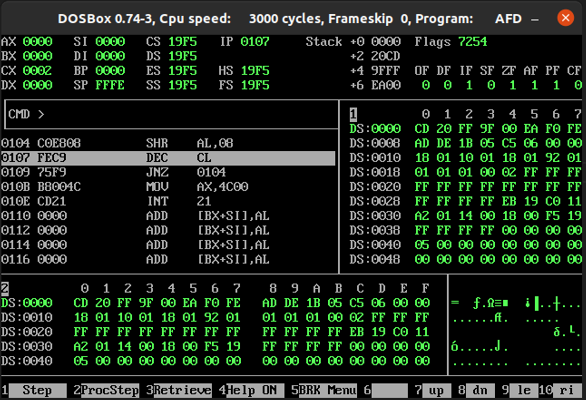 DOSBox 0.74-3, Cpu speed: 3000 cycles, Frameskip 0, Program: AFD
AX 0000 SI 0000 CS 19F5 IP 0107 Stack +0 0000 Flags 7254
BX 0000 DI 0000 DS 19F5 +2 20CD
CX 0002 BP 0000 ES 19F5 HS 19F5 +4 9FFF OF DF IF SF ZF AF PF CF
DX 0000 SP FFFE SS 19F5 FS 19F5 +6 EA00 0 0 1 0 1 1 1 0
CMD >
0104 C0E808 SHR AL,08
0107 FEC9 DEC CL
0109 75F9 JNZ 0104
010B B8004C MOV AX,4C00
010E CD21 INT 21
0110 0000 ADD [BX+SI],AL
0112 0000 ADD [BX+SI],AL
0114 0000 ADD [BX+SI],AL
0116 0000 ADD [BX+SI],AL
1 0 1 2 3 4 5 6 7
DS:0000 CD 20 FF 9F 00 EA F0 FE
DS:0008 AD DE 1B 05 C5 06 00 00
DS:0010 18 01 10 01 18 01 92 01
DS:0018 01 01 01 00 02 FF FF FF
DS:0020 FF FF FF FF FF FF FF FF
DS:0028 FF FF FF FF EB 19 C0 11
DS:0030 A2 01 14 00 18 00 F5 19
DS:0038 FF FF FF FF 00 00 00 00
DS:0040 05 00 00 00 00 00 00 00
DS:0048 00 00 00 00 00 00 00 00
2 0 1 2 3 4 5 6 7 8 9 A B C D E F
DS:0000 CD 20 FF 9F 00 EA F0 FE AD DE 1B 05 C5 06 00 00
DS:0010 18 01 10 01 18 01 92 01 01 01 01 00 02 FF FF FF
DS:0020 FF FF FF FF FF FF FF FF FF FF FF FF EB 19 C0 11
DS:0030 A2 01 14 00 18 00 F5 19 FF FF FF FF 00 00 00 00
DS:0040 05 00 00 00 00 00 00 00 00 00 00 00 00 00 00 00
1 Step 2 ProcStep 3 Retrieve 4 Help ON 5 BRK Menu 6 7 up 8 dn 9 le 10 ri